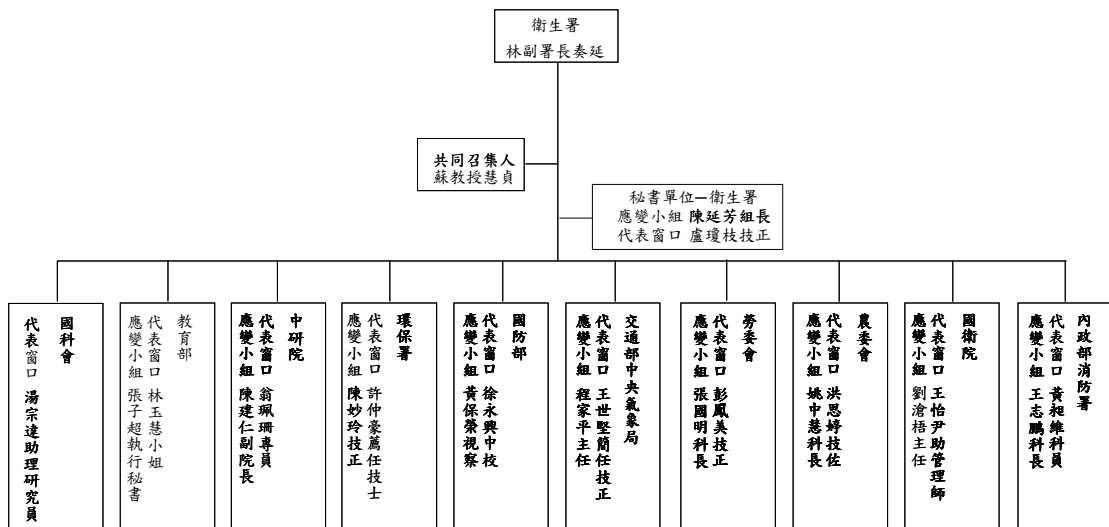 衛生署
林副署長奏延
共同召集人
蘇教授慧貞
秘書單位—衛生署
應變小組 陳延芳組長
代表窗口 盧瓊枝技正
國科會
代表窗口 湯宗達助理研究員
教育部
代表窗口 林玉慧小姐
應變小組 張子超執行秘書
中研院
代表窗口 翁珮珊專員
應變小組 陳建仁副院長
環保署
代表窗口 許仲豪薦任技士
應變小組 陳妙玲技正
國防部
代表窗口 徐永興中校
應變小組 黃保榮視察
交通部中央氣象局
代表窗口 王世堅簡任技正
應變小組 程家平主任
勞委會
代表窗口 彭鳳美技正
應變小組 張國明科長
農委會
代表窗口 洪思婷技佐
應變小組 姚中慧科長
國衛院
代表窗口 王怡尹助管理師
應變小組 劉滄梧主任
內政部消防署
代表窗口 黃昶維科員
應變小組 王志鵬科長